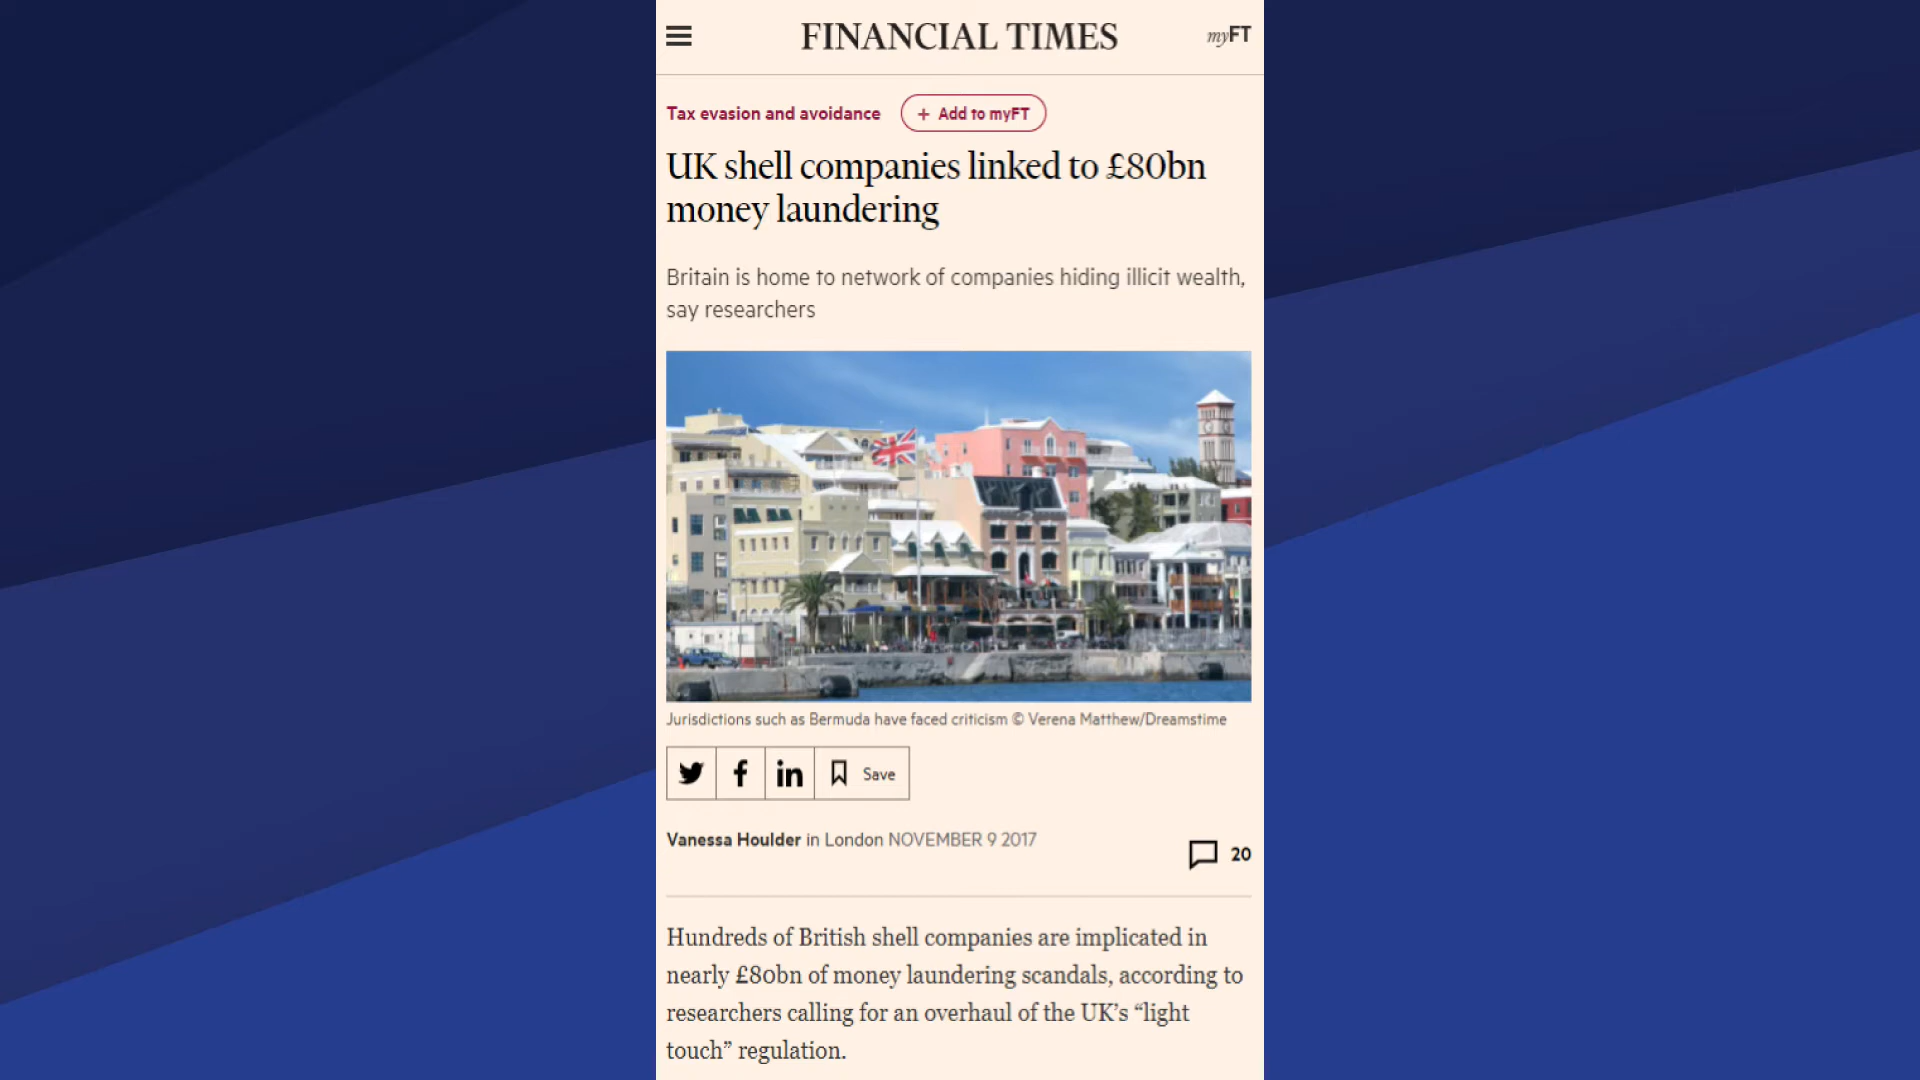 FINANCIAL TIMES
myFT
Tax evasion and avoidance
+ Add to myFT
UK shell companies linked to £80bn
money laundering
Britain is home to network of companies hiding illicit wealth,
say researchers
Jurisdictions such as Bermuda have faced criticism © Verena Matthew/Dreamstime
Save
Vanessa Houlder in London NOVEMBER 9 2017
20
Hundreds of British shell companies are implicated in
nearly £80bn of money laundering scandals, according to
researchers calling for an overhaul of the UK’s “light
touch” regulation.